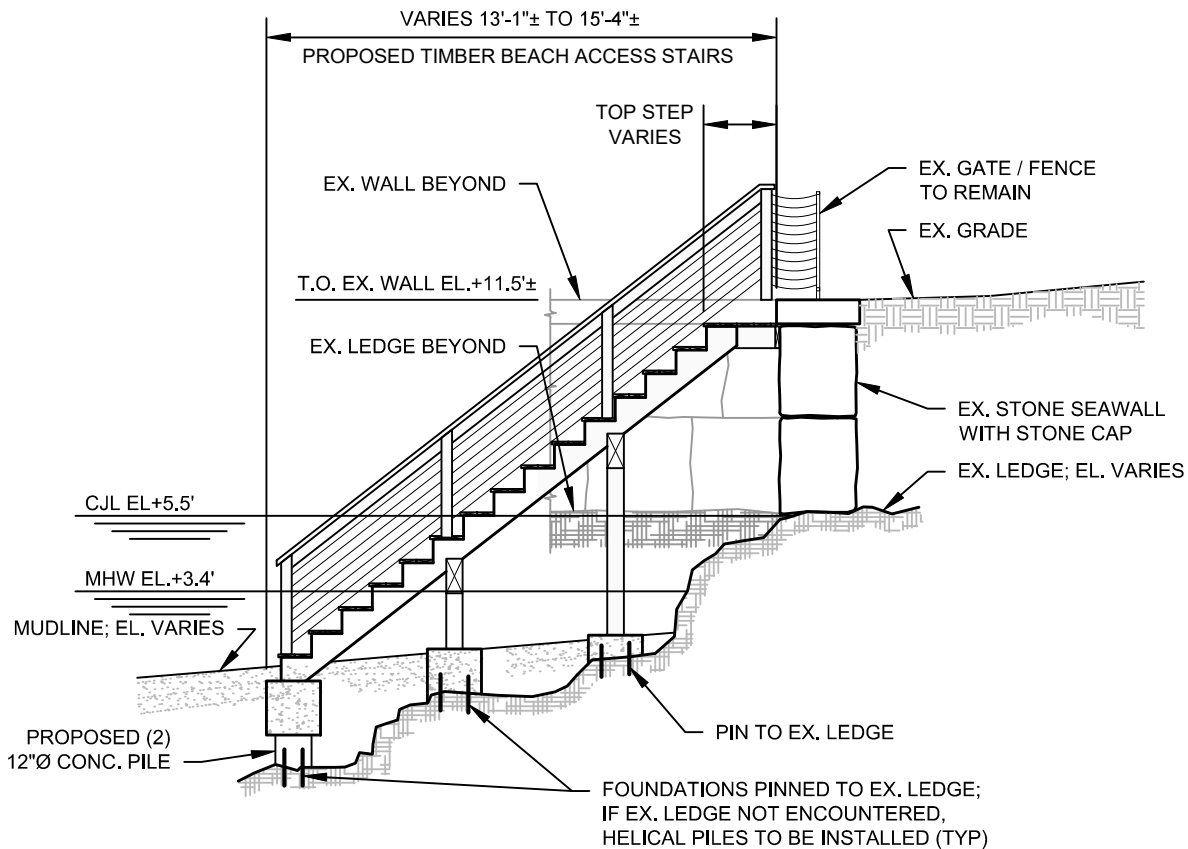 VARIES 13'-1"± TO 15'-4"±
PROPOSED TIMBER BEACH ACCESS STAIRS
TOP STEP
VARIES
EX. WALL BEYOND
EX. GATE / FENCE
TO REMAIN
EX. GRADE
T.O. EX. WALL EL.+11.5'±
EX. LEDGE BEYOND
EX. STONE SEAWALL
WITH STONE CAP
EX. LEDGE; EL. VARIES
CJL EL+5.5'
MHW EL.+3.4'
MUDLINE; EL. VARIES
PROPOSED (2)
12"Ø CONC. PILE
PIN TO EX. LEDGE
FOUNDATIONS PINNED TO EX. LEDGE;
IF EX. LEDGE NOT ENCOUNTERED,
HELICAL PILES TO BE INSTALLED (TYP)